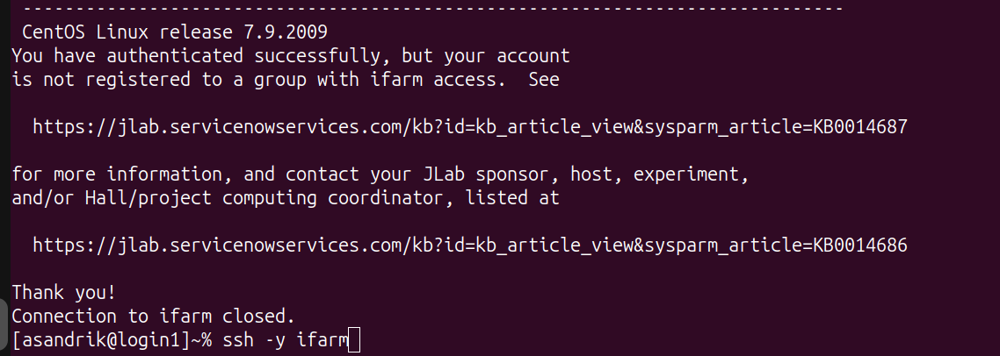 ------------------------------------------------------------------------------
CentOS Linux release 7.9.2009
You have authenticated successfully, but your account
is not registered to a group with ifarm access.  See
https://jlab.servicenowservices.com/kb?id=kb_article_view&sysparm_article=KB0014687
for more information, and contact your JLab sponsor, host, experiment,
and/or Hall/project computing coordinator, listed at
https://jlab.servicenowservices.com/kb?id=kb_article_view&sysparm_article=KB0014686
Thank you!
Connection to ifarm closed.
[asandrik@login1]~% ssh -y ifarm